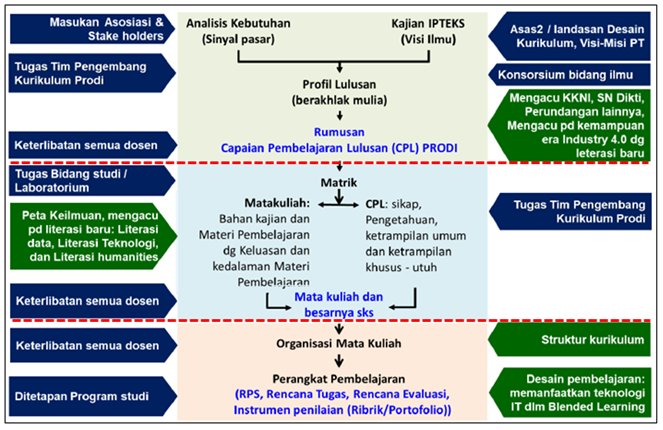 Masukan Asosiasi &
Stake holders
Analisis Kebutuhan
(Sinyal pasar)
Kajian IPTEKS
(Visi Ilmu)
Asas2 / landasan Desain
Kurikulum, Visi-Misi PT
Tugas Tim Pengembang
Kurikulum Prodi
Konsorsium bidang ilmu
Profil Lulusan
(berakhlak mulia)
Mengacu KKNI, SN Dikti,
Perundangan lainnya,
Mengacu pd kemampuan
era Industry 4.0 dg
leterasi baru
Rumusan
Capaian Pembelajaran Lulusan (CPL) PRODI
Keterlibatan semua dosen
Tugas Bidang studi /
Laboratorium
Matrik
Peta Keilmuan, mengacu
pd literasi baru: Literasi
data, Literasi Teknologi,
dan Literasi humanities
Matakuliah:
Bahan kajian dan
Materi Pembelajaran
dg Keluasan dan
kedalaman Materi
Pembelajaran
CPL: sikap,
Pengetahuan,
ketrampilan umum
dan ketrampilan
khusus - utuh
Tugas Tim Pengembang
Kurikulum Prodi
Keterlibatan semua dosen
Mata kuliah dan
besarnya sks
Keterlibatan semua dosen
Organisasi Mata Kuliah
Struktur kurikulum
Ditetapan Program studi
Perangkat Pembelajaran
(RPS, Rencana Tugas, Rencana Evaluasi,
Instrumen penilaian (Ribrik/Portofolio))
Desain pembelajaran:
memanfaatkan teknologi
IT dlm Blended Learning